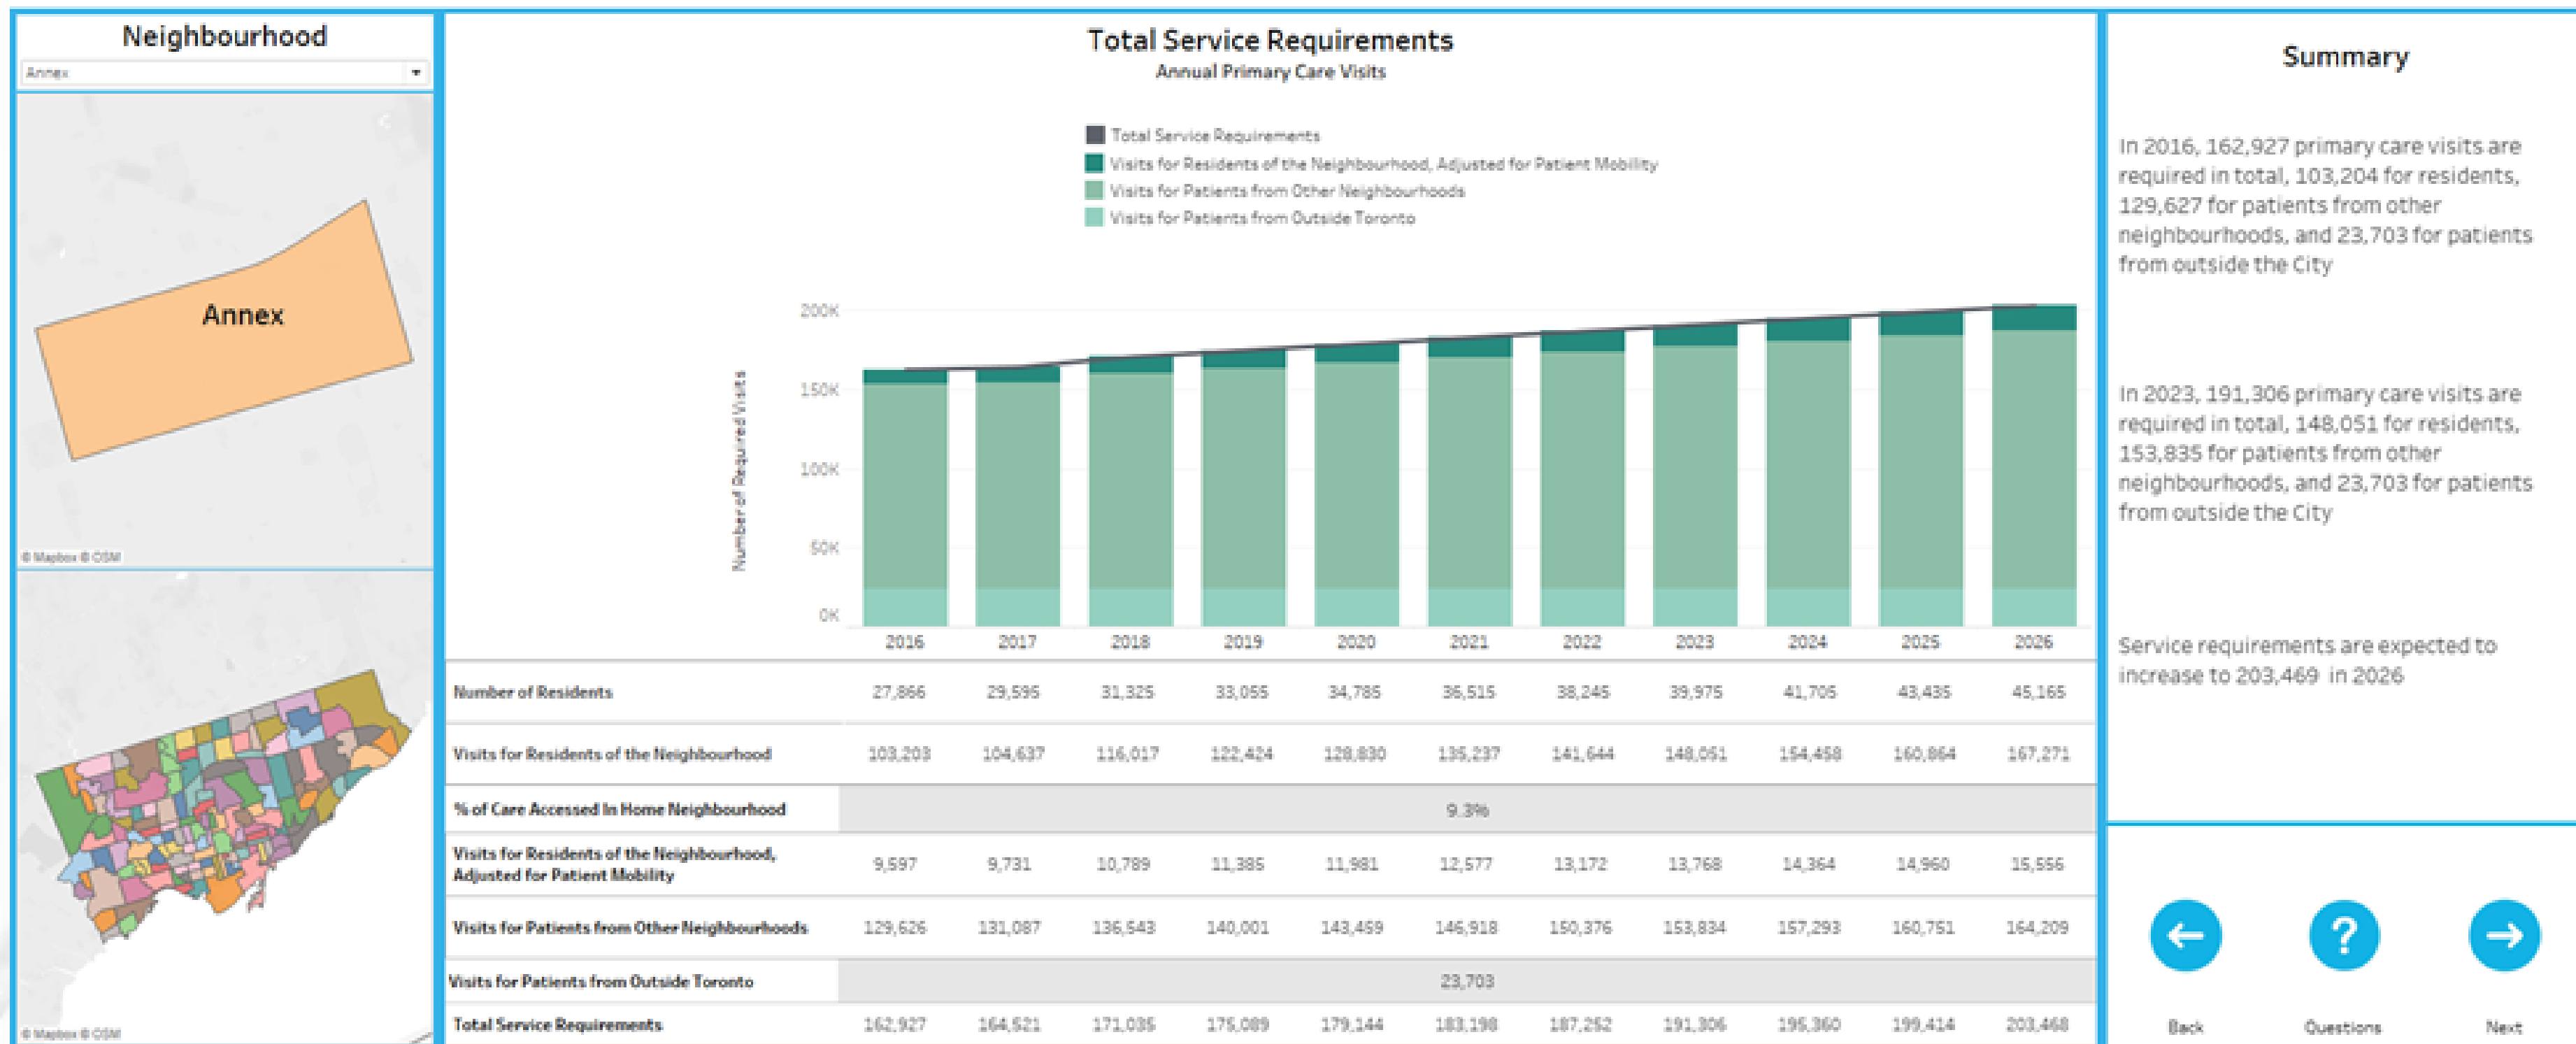 Neighbourhood
Annex
Annex
© Mapbox © OSM
© Mapbox © OSM
Total Service Requirements
Annual Primary Care Visits
Total Service Requirements
Visits for Residents of the Neighbourhood, Adjusted for Patient Mobility
Visits for Patients from Other Neighbourhoods
Visits for Patients from Outside Toronto
Number of Required Visits
200K
150K
100K
50K
0K
2016 2017 2018 2019 2020 2021 2022 2023 2024 2025 2026
Number of Residents 27,866 29,595 31,325 33,055 34,785 36,515 38,245 39,975 41,705 43,435 45,165
Visits for Residents of the Neighbourhood 103,203 104,637 116,017 122,424 128,830 135,237 141,644 148,051 154,458 160,864 167,271
% of Care Accessed In Home Neighbourhood 9.3%
Visits for Residents of the Neighbourhood,
Adjusted for Patient Mobility 9,597 9,731 10,789 11,385 11,981 12,577 13,172 13,768 14,364 14,960 15,556
Visits for Patients from Other Neighbourhoods 129,626 131,087 136,543 140,001 143,459 146,918 150,376 153,834 157,293 160,751 164,209
Visits for Patients from Outside Toronto 23,703
Total Service Requirements 162,927 164,521 171,035 175,089 179,144 183,198 187,252 191,306 195,360 199,414 203,468
Summary
In 2016, 162,927 primary care visits are
required in total, 103,204 for residents,
129,627 for patients from other
neighbourhoods, and 23,703 for patients
from outside the City
In 2023, 191,306 primary care visits are
required in total, 148,051 for residents,
153,835 for patients from other
neighbourhoods, and 23,703 for patients
from outside the City
Service requirements are expected to
increase to 203,469 in 2026
?
Back Questions Next